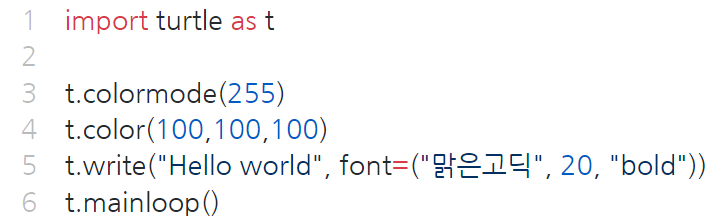 1 import turtle as t
2
3 t.colormode(255)
4 t.color(100,100,100)
5 t.write("Hello world", font=("맑은고딕", 20, "bold"))
6 t.mainloop()